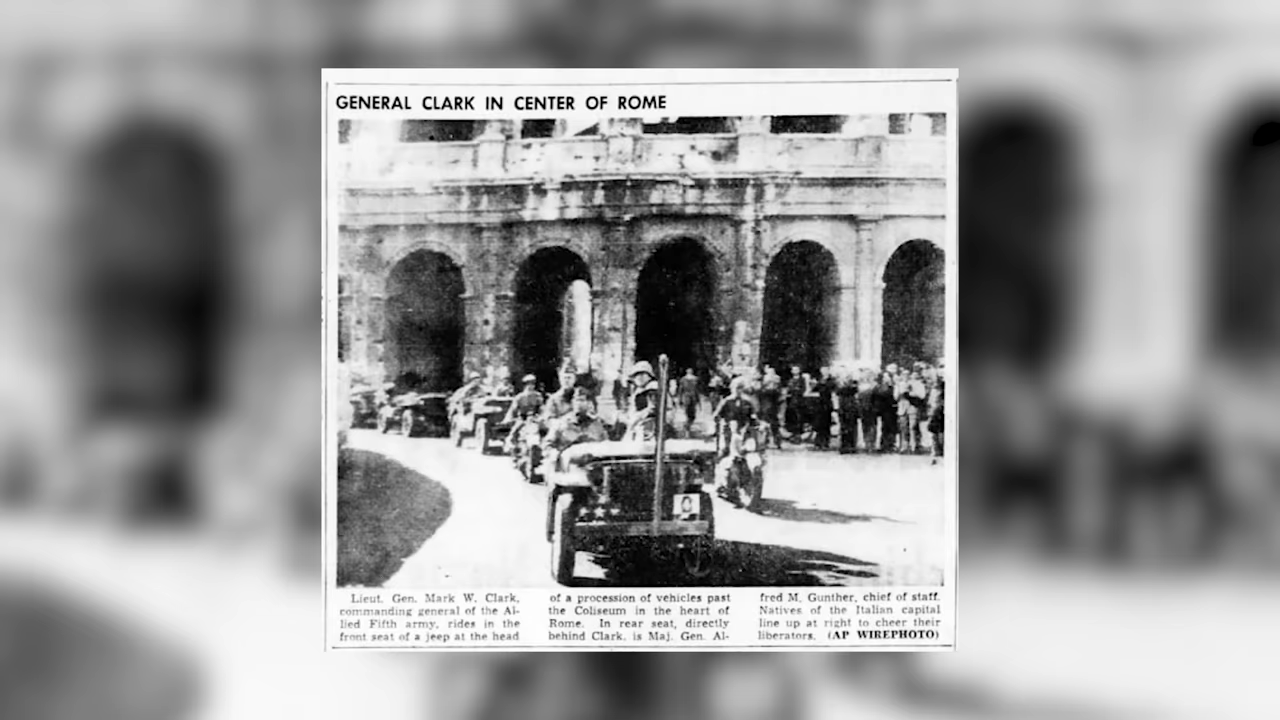 GENERAL CLARK IN CENTER OF ROME
Lieut. Gen. Mark W. Clark,
commanding general of the Al-
lied Fifth army, rides in the
front seat of a jeep at the head
of a procession of vehicles past
the Coliseum in the heart of
Rome. In rear seat, directly
behind Clark, is Maj. Gen. Al-
fred M. Gunther, chief of staff.
Natives of the Italian capital
line up at right to cheer their
liberators. (AP WIREPHOTO)